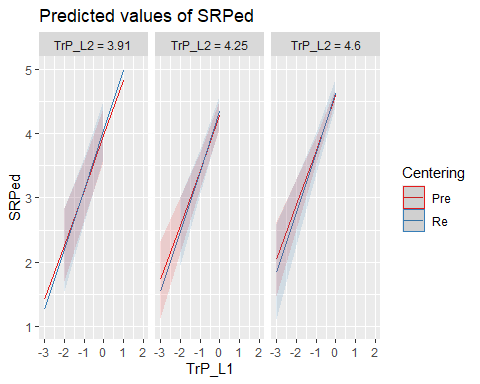 Predicted values of SRPed
TrP_L2 = 3.91
TrP_L2 = 4.25
TrP_L2 = 4.6
5
4
3
2
1
SRPed
-3 -2 -1 0 1 2
-3 -2 -1 0 1 2
-3 -2 -1 0 1 2
TrP_L1
Centering
Pre
Re